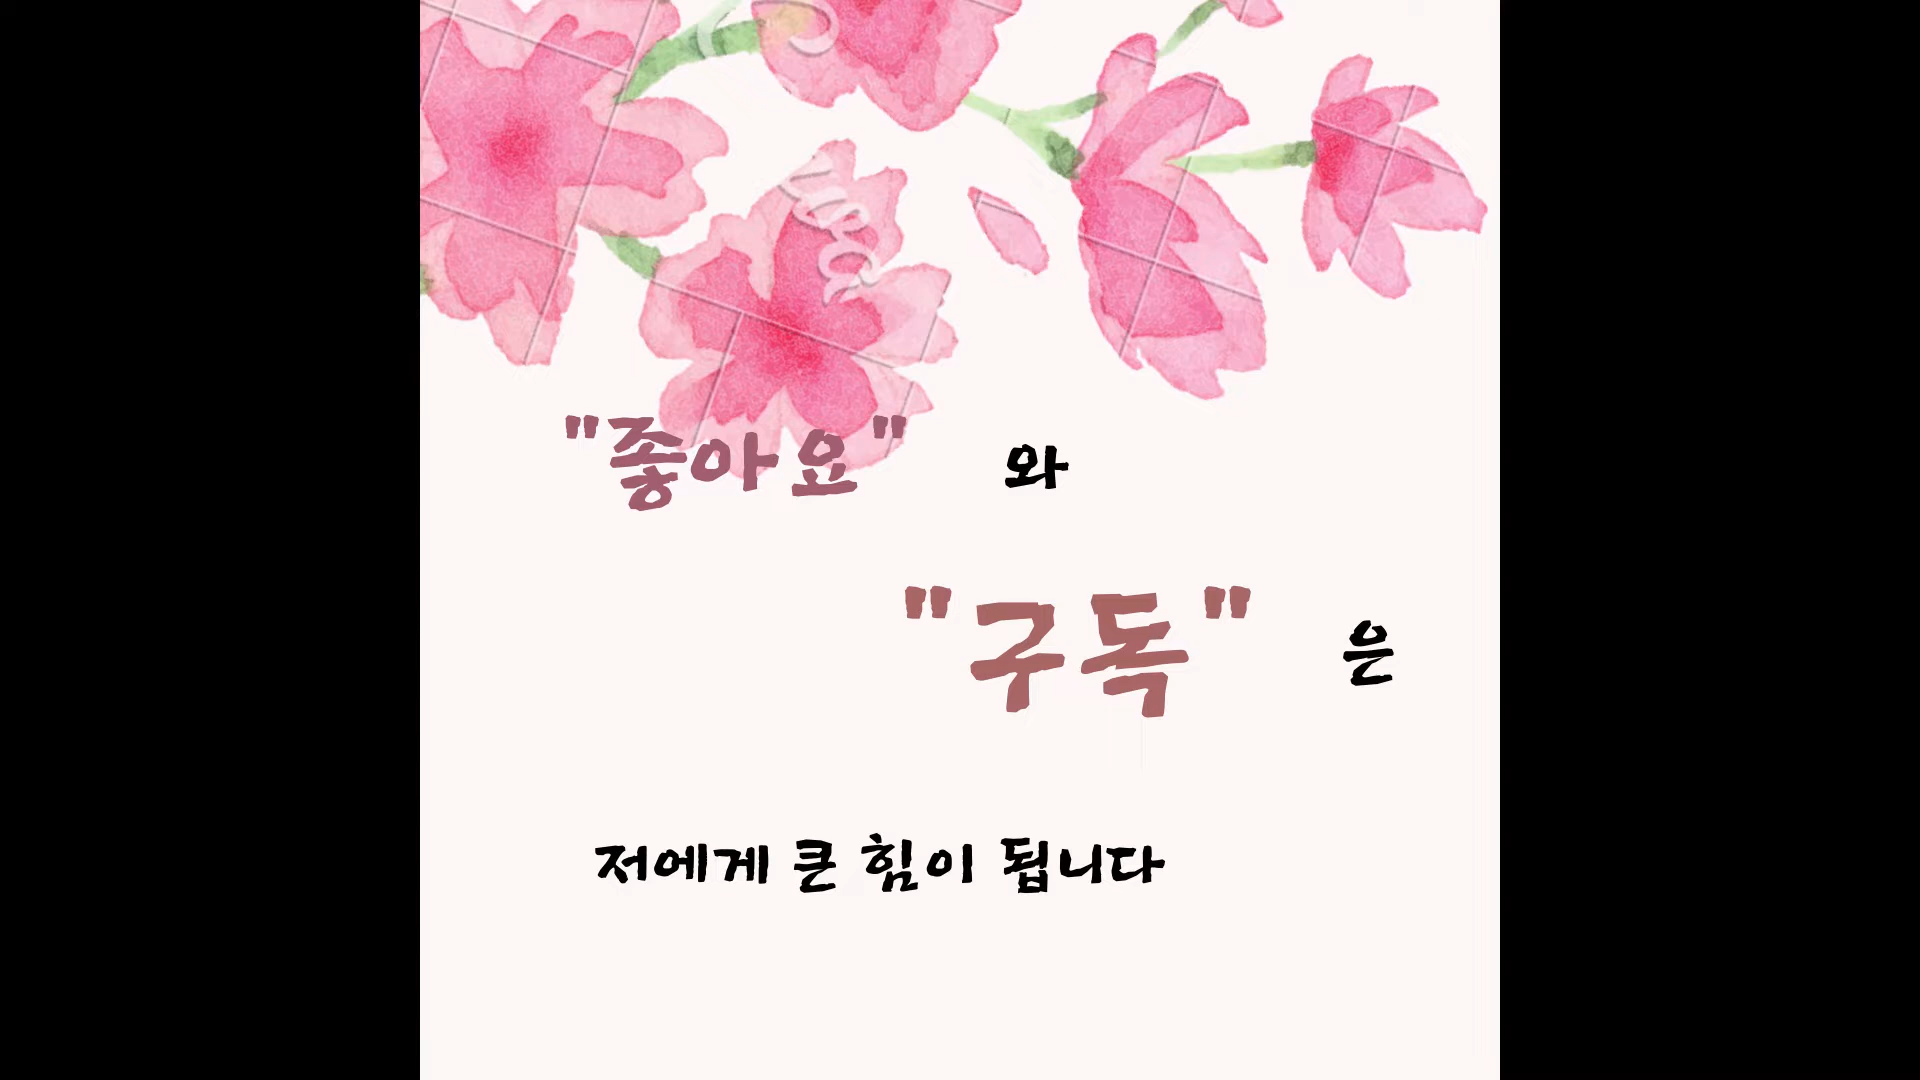 "좋아요" 와
"구독" 은
저에게 큰 힘이 됩니다